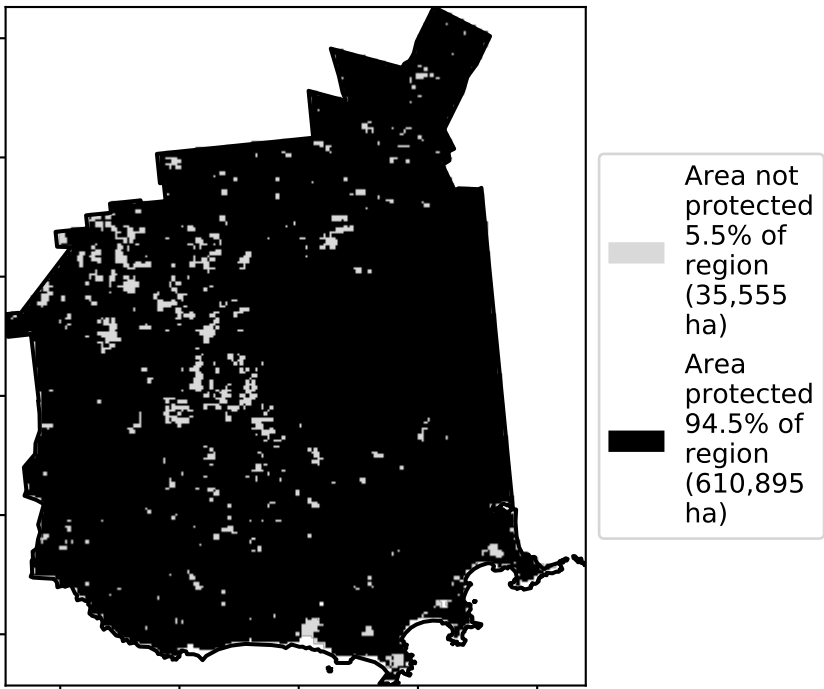 Area not
protected
5.5% of
region
(35,555
ha)
Area
protected
94.5% of
region
(610,895
ha)